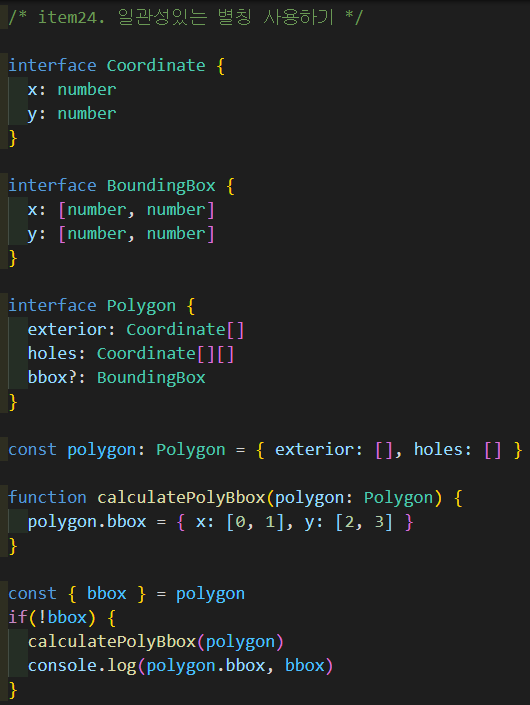 /* item24. 일관성있는 별칭 사용하기 */
interface Coordinate {
  x: number
  y: number
}
interface BoundingBox {
  x: [number, number]
  y: [number, number]
}
interface Polygon {
  exterior: Coordinate[]
  holes: Coordinate[][]
  bbox?: BoundingBox
}
const polygon: Polygon = { exterior: [], holes: [] }
function calculatePolyBbox(polygon: Polygon) {
  polygon.bbox = { x: [0, 1], y: [2, 3] }
}
const { bbox } = polygon
if(!bbox) {
  calculatePolyBbox(polygon)
  console.log(polygon.bbox, bbox)
}